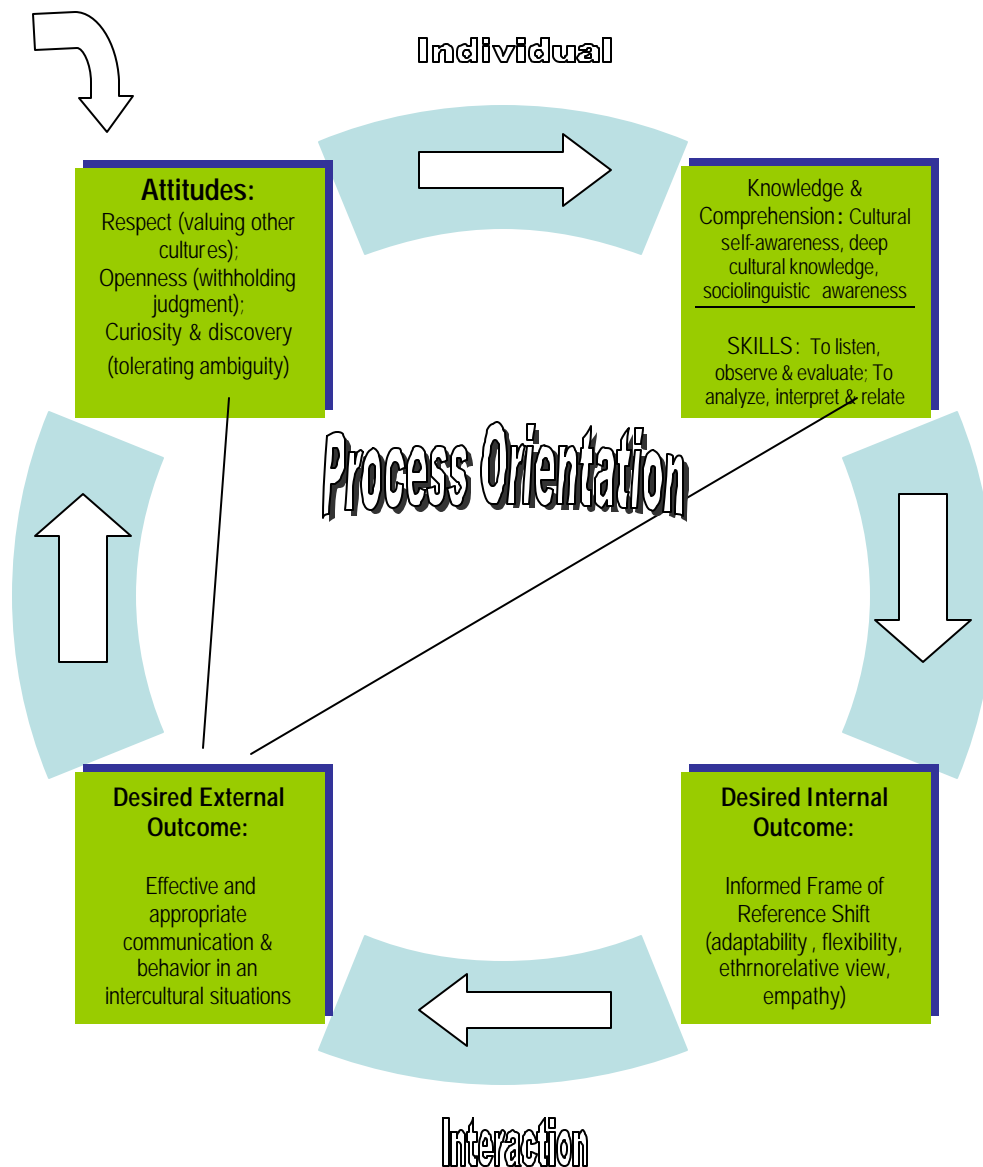 Individual
Attitudes:
Respect (valuing other
cultures);
Openness (withholding
judgment);
Curiosity & discovery
(tolerating ambiguity)
Knowledge &
Comprehension: Cultural
self-awareness, deep
cultural knowledge,
sociolinguistic awareness
SKILLS: To listen,
observe & evaluate; To
analyze, interpret & relate
Process Orientation
Desired External
Outcome:
Effective and
appropriate
communication &
behavior in an
intercultural situations
Desired Internal
Outcome:
Informed Frame of
Reference Shift
(adaptability, flexibility,
ethrnorelative view,
empathy)
Interaction